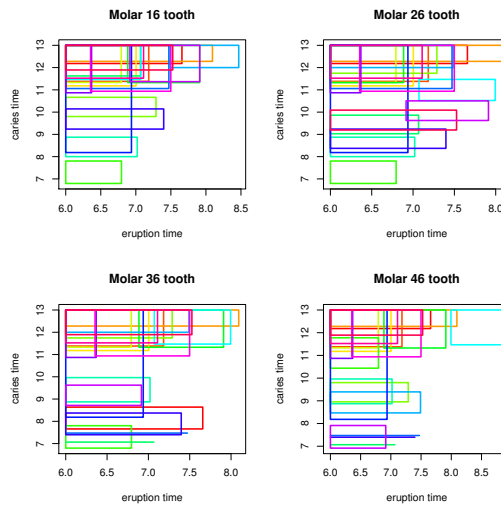 Molar 16 tooth
caries time
13
12
11
10
9
8
7
6.0 6.5 7.0 7.5 8.0 8.5
eruption time
Molar 26 tooth
caries time
13
12
11
10
9
8
7
6.0 6.5 7.0 7.5 8.0
eruption time
Molar 36 tooth
caries time
13
12
11
10
9
8
7
6.0 6.5 7.0 7.5 8.0
eruption time
Molar 46 tooth
caries time
13
12
11
10
9
8
7
6.0 6.5 7.0 7.5 8.0 8.5
eruption time